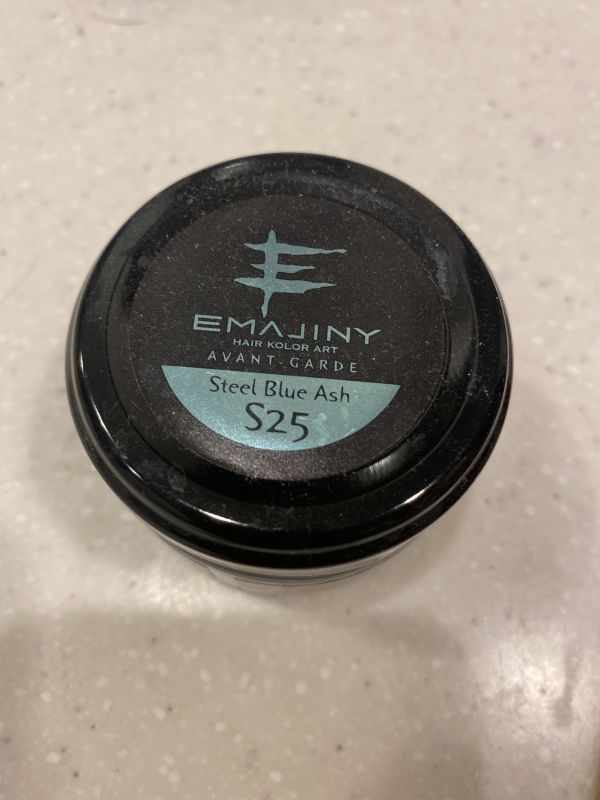 EMAJINY
HAIR KOLOR ART
AVANT-GARDE
Steel Blue Ash
S25